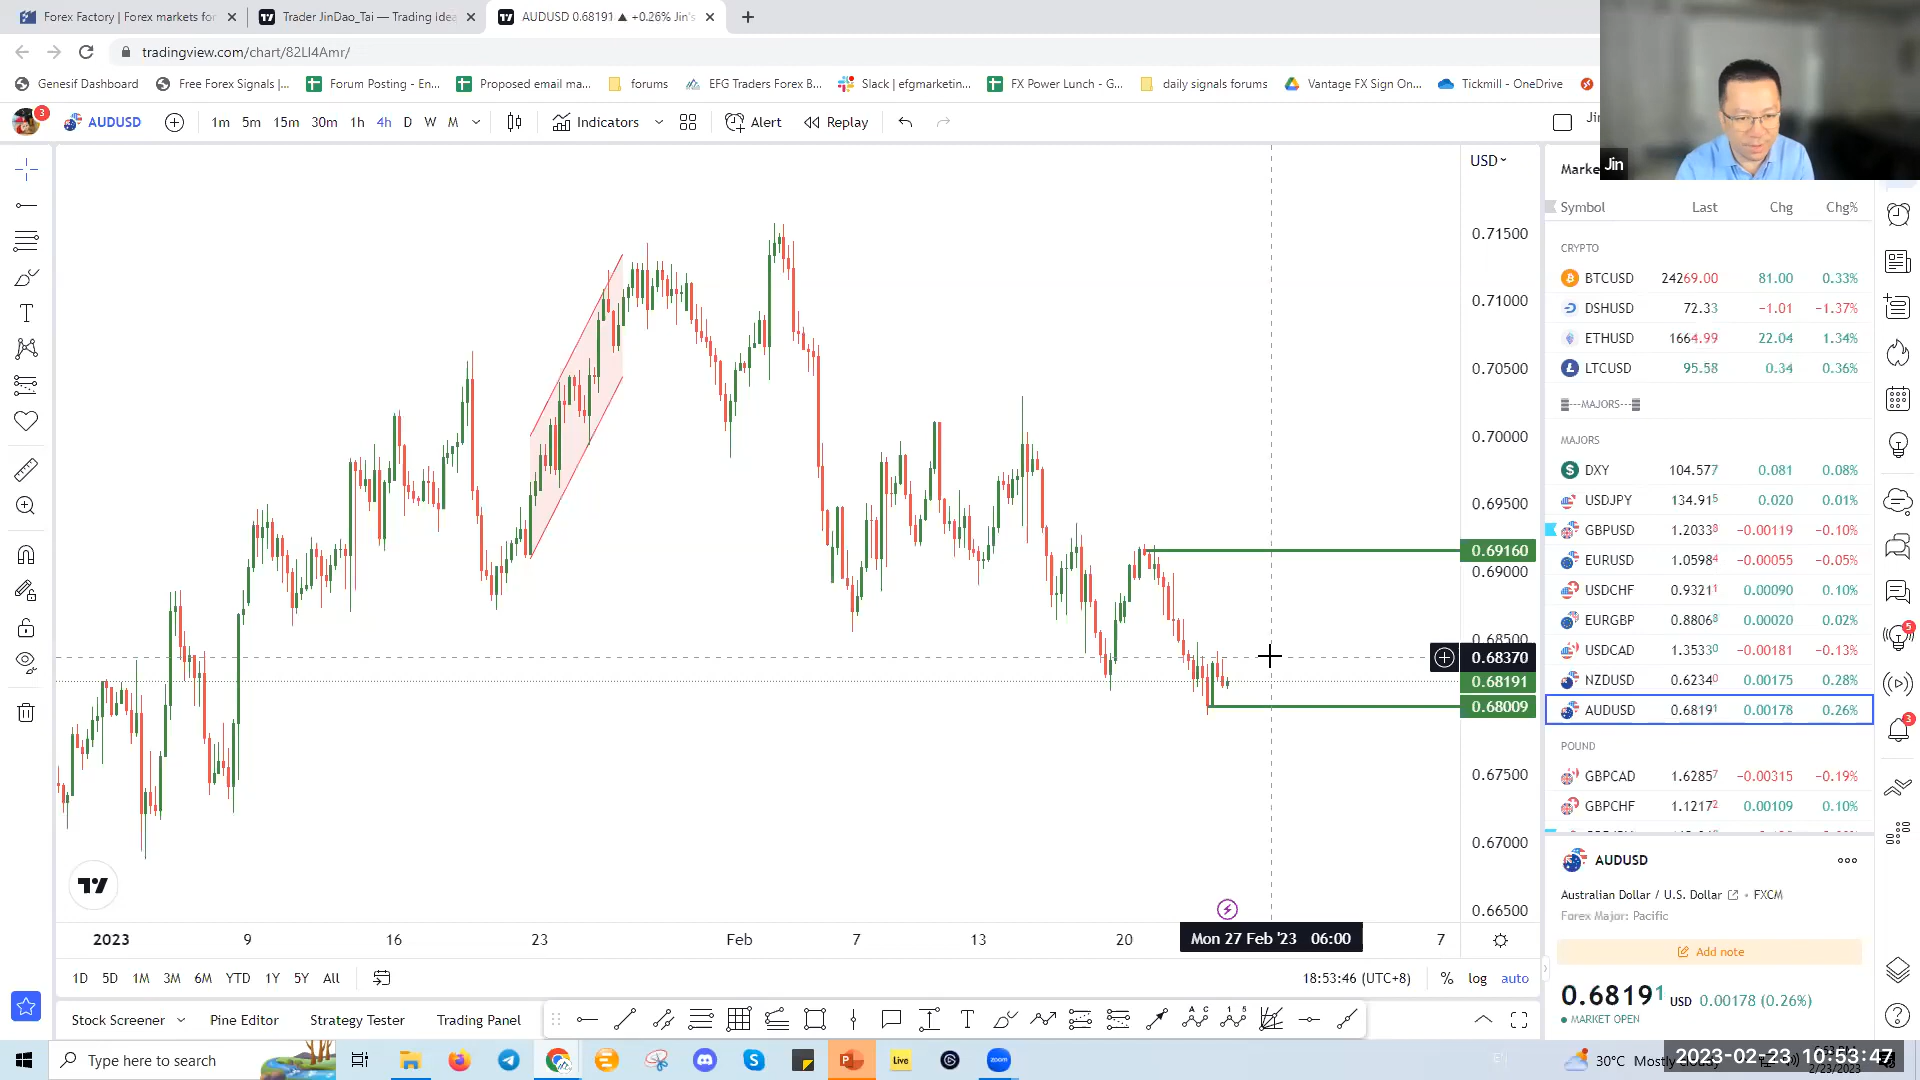 Forex Factory | Forex markets for
Trader JinDao_Tai — Trading Idea
AUDUSD 0.68191 ▲ +0.26% Jin's
tradingview.com/chart/82LI4Amr/
Genesif Dashboard
Free Forex Signals |...
Forum Posting - En...
Proposed email ma...
forums
EFG Traders Forex B...
Slack | efgmarketin...
FX Power Lunch - G...
daily signals forums
Vantage FX Sign On...
Tickmill - OneDrive
3
AUDUSD
1m 5m 15m 30m 1h 4h D W M
Indicators
Alert
Replay
Jin
USD
0.71500
0.71000
0.70500
0.70000
0.69500
0.69160
0.69000
0.68500
0.68370
0.68191
0.68009
0.67500
0.67000
0.66500
2023 9 16 23 Feb 7 13 20 Mon 27 Feb '23 06:00 7
1D 5D 1M 3M 6M YTD 1Y 5Y All
18:53:46 (UTC+8) % log auto
Stock Screener Pine Editor Strategy Tester Trading Panel
Symbol Last Chg Chg%
CRYPTO
BTCUSD 24269.00 81.00 0.33%
DSHUSD 72.33 −1.01 −1.37%
ETHUSD 1664.99 22.04 1.34%
LTCUSD 95.58 0.34 0.36%
---MAJORS---
MAJORS
DXY 104.577 0.081 0.08%
USDJPY 134.915 0.020 0.01%
GBPUSD 1.20338 −0.00119 −0.10%
EURUSD 1.05984 −0.00055 −0.05%
USDCHF 0.93211 0.00090 0.10%
EURGBP 0.88068 0.00020 0.02%
USDCAD 1.35330 −0.00181 −0.13%
NZDUSD 0.62340 0.00175 0.28%
AUDUSD 0.68191 0.00178 0.26%
POUND
GBPCAD 1.62857 −0.00315 −0.19%
GBPCHF 1.12172 0.00109 0.10%
AUDUSD
Australian Dollar / U.S. Dollar • FXCM
Forex Major: Pacific
Add note
0.68191 USD 0.00178 (0.26%)
MARKET OPEN
5
3
Type here to search
Live
30°C
2023-02-23 10:53:47
2/23/2023